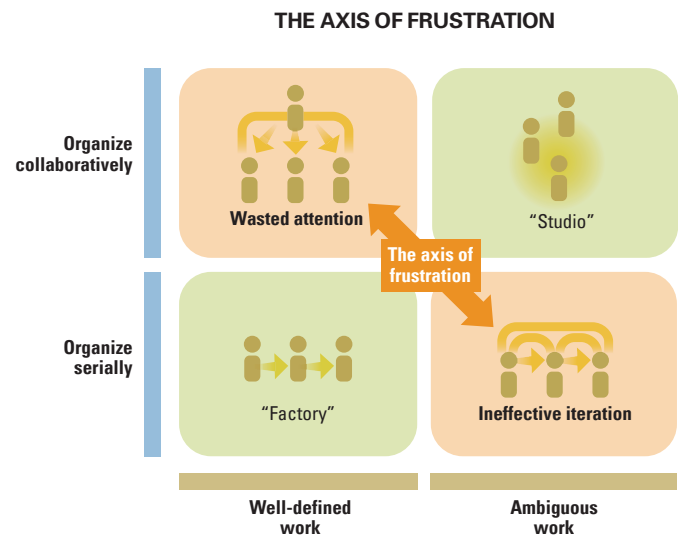 THE AXIS OF FRUSTRATION
Organize
collaboratively
Wasted attention
“Studio”
The axis of
frustration
Organize
serially
“Factory”
Ineffective iteration
Well-defined
work
Ambiguous
work